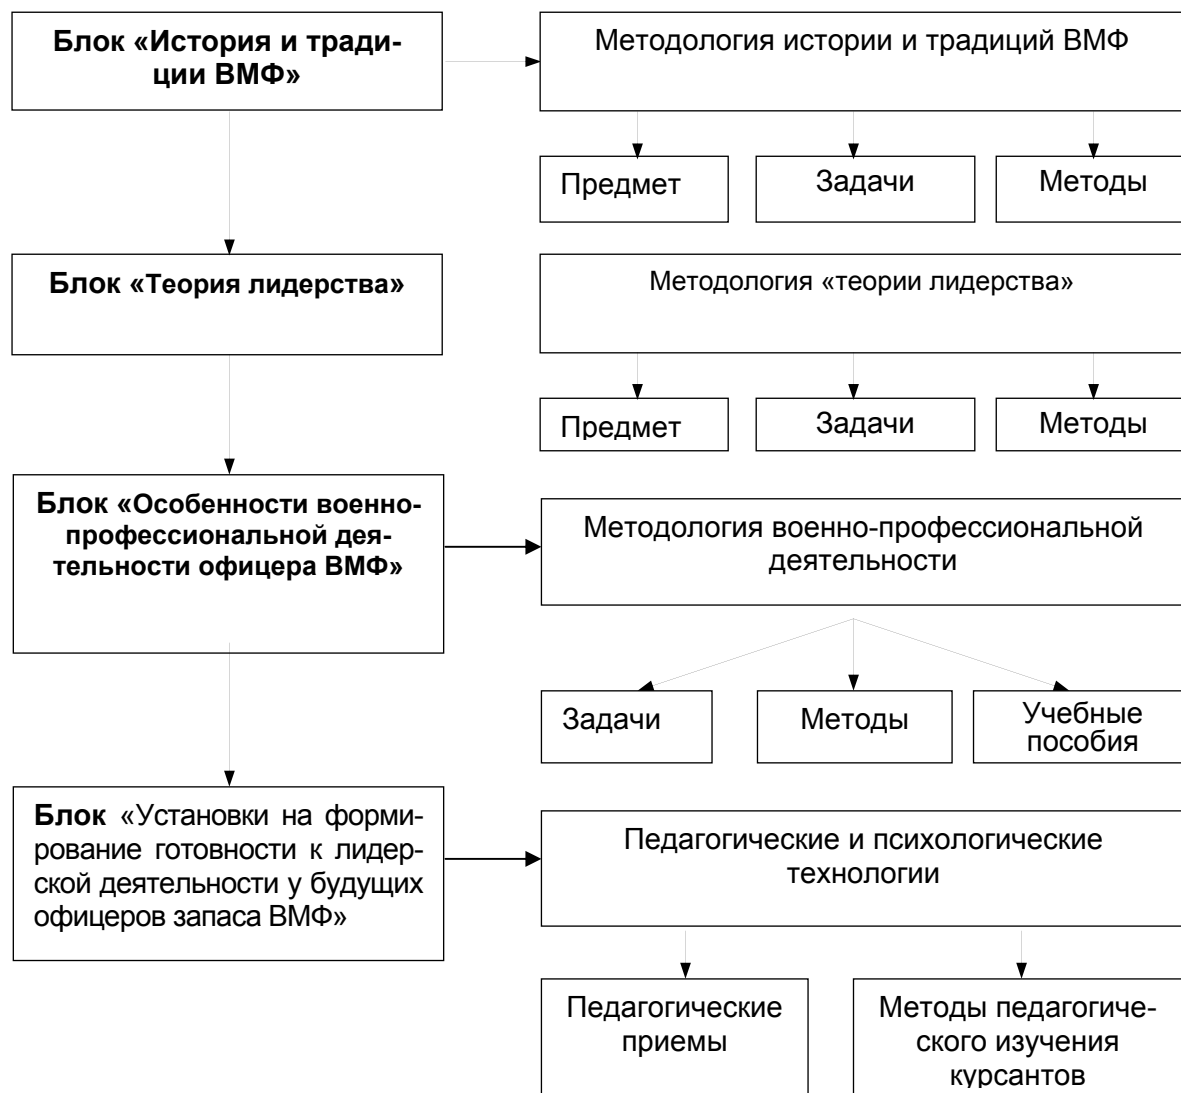 Блок «История и тради-
ции ВМФ»
Методология истории и традиций ВМФ
Предмет
Задачи
Методы
Блок «Теория лидерства»
Методология «теории лидерства»
Предмет
Задачи
Методы
Блок «Особенности военно-
профессиональной дея-
тельности офицера ВМФ»
Методология военно-профессиональной
деятельности
Задачи
Методы
Учебные
пособия
Блок «Установки на форми-
рование готовности к лидер-
ской деятельности у будущих
офицеров запаса ВМФ»
Педагогические и психологические
технологии
Педагогические
приемы
Методы педагогиче-
ского изучения
курсантов